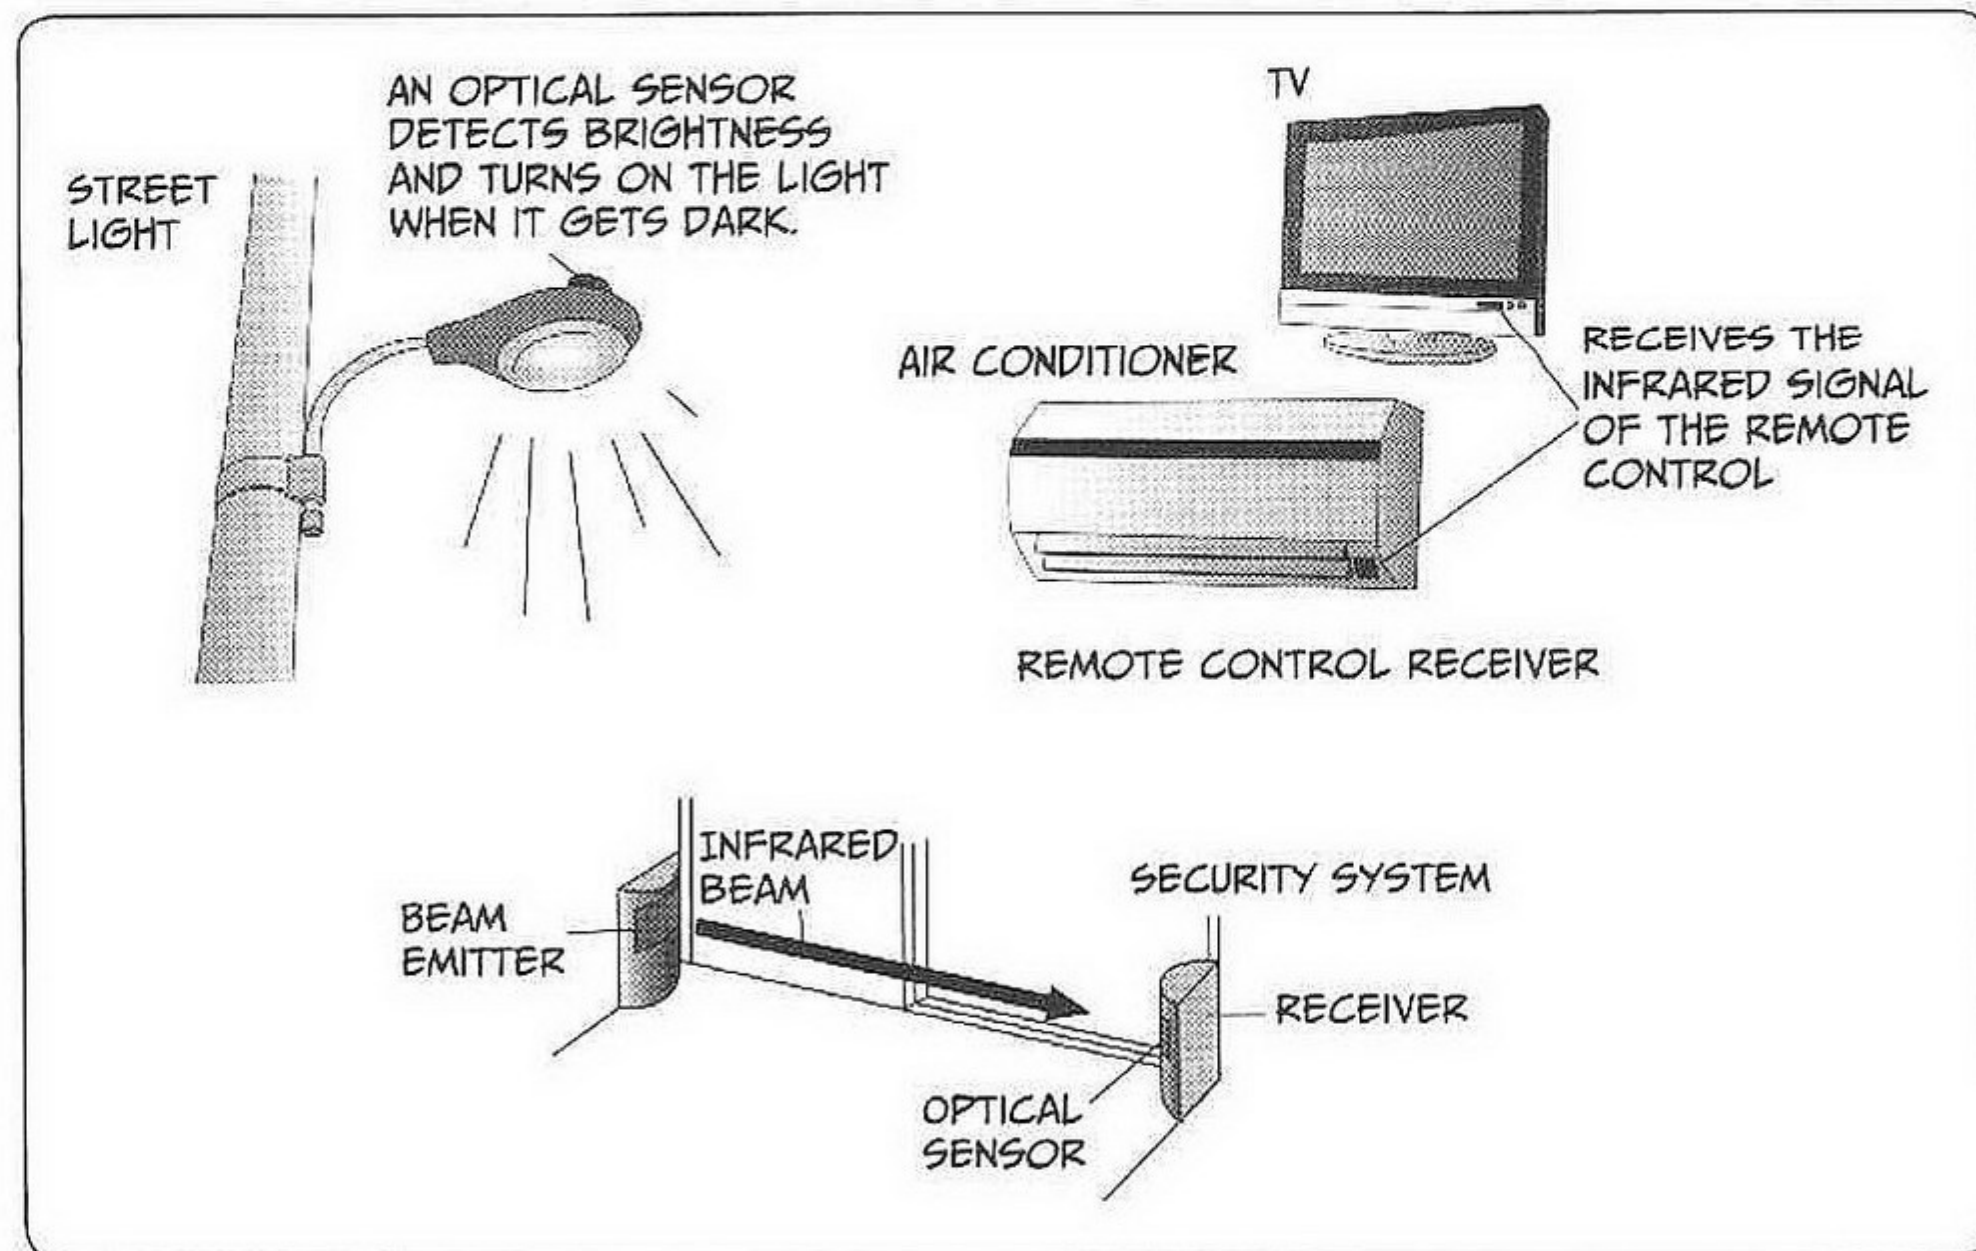 STREET
LIGHT
AN OPTICAL SENSOR
DETECTS BRIGHTNESS
AND TURNS ON THE LIGHT
WHEN IT GETS DARK.
TV
AIR CONDITIONER
RECEIVES THE
INFRARED SIGNAL
OF THE REMOTE
CONTROL
REMOTE CONTROL RECEIVER
INFRARED
BEAM
BEAM
EMITTER
SECURITY SYSTEM
RECEIVER
OPTICAL
SENSOR